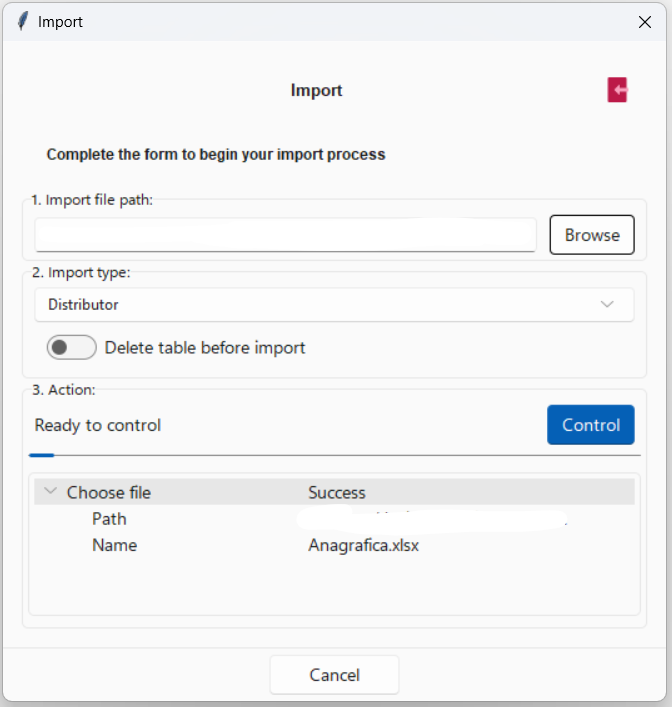 Import
Import
Complete the form to begin your import process
1. Import file path:
Browse
2. Import type:
Distributor
Delete table before import
3. Action:
Ready to control
Control
Choose file Success
Path
Name Anagrafica.xlsx
Cancel